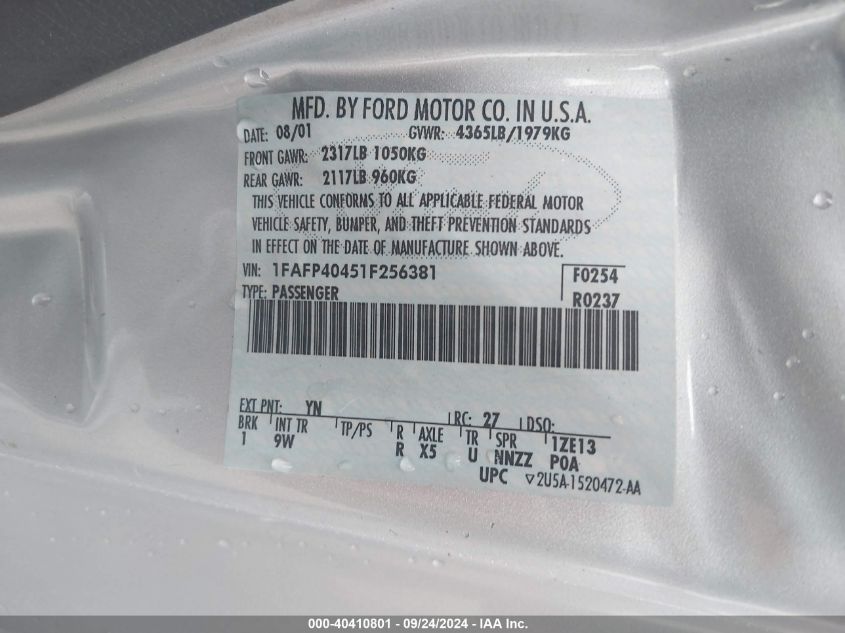 MFD. BY FORD MOTOR CO. IN U.S.A.
DATE: 08/01 GVWR: 4365LB/1979KG
FRONT GAWR: 2317LB 1050KG
REAR GAWR: 2117LB 960KG
THIS VEHICLE CONFORMS TO ALL APPLICABLE FEDERAL MOTOR
VEHICLE SAFETY, BUMPER, AND THEFT PREVENTION STANDARDS
IN EFFECT ON THE DATE OF MANUFACTURE SHOWN ABOVE.
VIN: 1FAFP40451F256381 F0254
TYPE: PASSENGER R0237
EXT PNT: YN RC: 27 DSO:
BRK INT TR TP/PS R AXLE TR SPR 1ZE13
1 9W R X5 U NNZZ POA
UPC ▽2U5A-1520472-AA
000-40410801 - 09/24/2024 - IAA Inc.